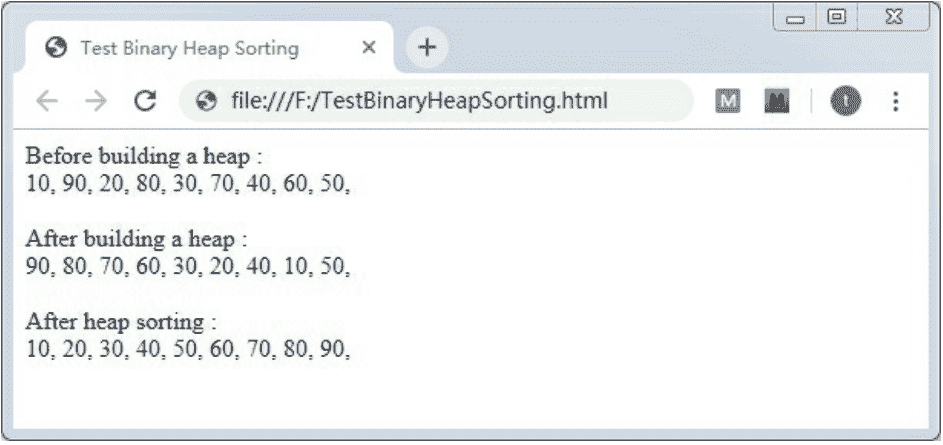 Test Binary Heap Sorting
file:///F:/TestBinaryHeapSorting.html
M
t
Before building a heap :
10, 90, 20, 80, 30, 70, 40, 60, 50,
After building a heap :
90, 80, 70, 60, 30, 20, 40, 10, 50,
After heap sorting :
10, 20, 30, 40, 50, 60, 70, 80, 90,